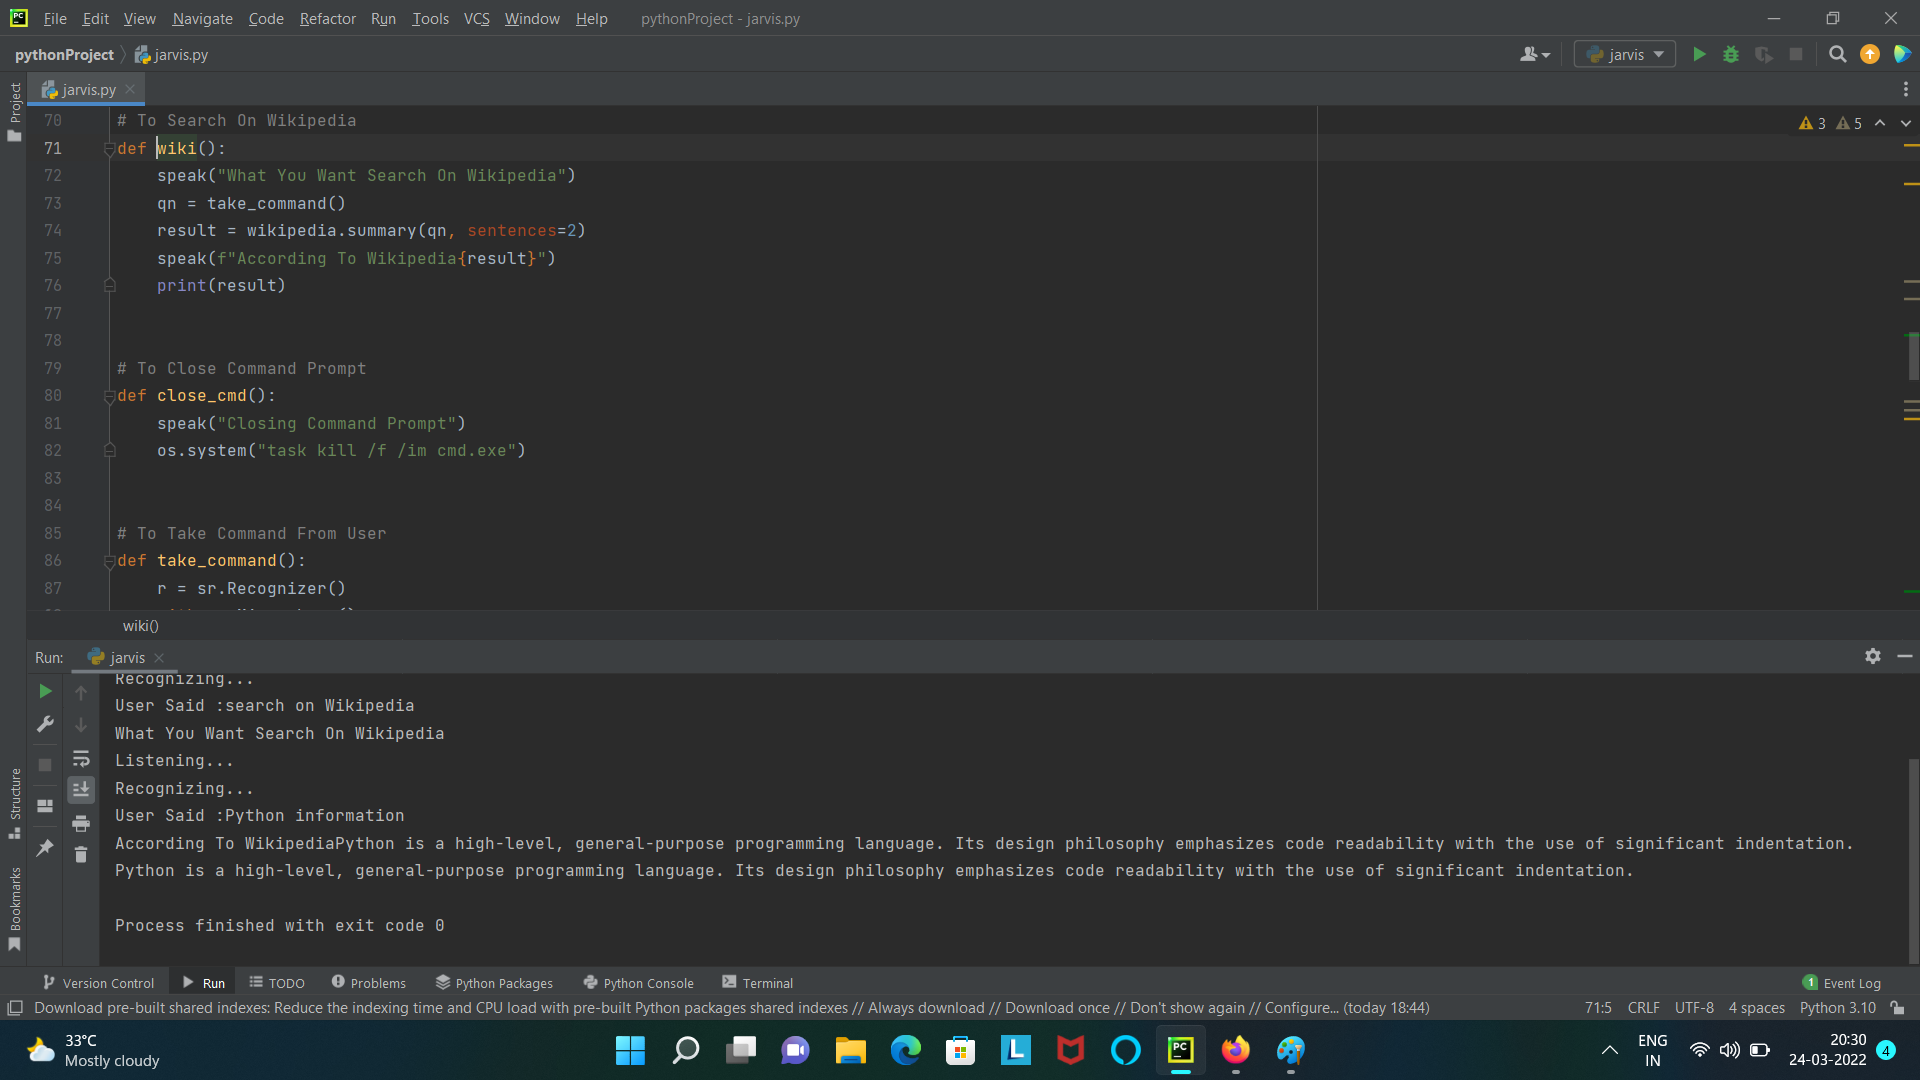 File Edit View Navigate Code Refactor Run Tools VCS Window Help pythonProject - jarvis.py
pythonProject jarvis.py jarvis
Project
jarvis.py
3 5
70 # To Search On Wikipedia
71 def wiki():
72 speak("What You Want Search On Wikipedia")
73 qn = take_command()
74 result = wikipedia.summary(qn, sentences=2)
75 speak(f"According To Wikipedia{result}")
76 print(result)
77
78
79 # To Close Command Prompt
80 def close_cmd():
81 speak("Closing Command Prompt")
82 os.system("task kill /f /im cmd.exe")
83
84
85 # To Take Command From User
86 def take_command():
87 r = sr.Recognizer()
wiki()
Run: jarvis
Recognizing...
User Said :search on Wikipedia
What You Want Search On Wikipedia
Listening...
Recognizing...
User Said :Python information
According To WikipediaPython is a high-level, general-purpose programming language. Its design philosophy emphasizes code readability with the use of significant indentation.
Python is a high-level, general-purpose programming language. Its design philosophy emphasizes code readability with the use of significant indentation.
Process finished with exit code 0
Structure
Bookmarks
Version Control Run TODO Problems Python Packages Python Console Terminal 1 Event Log
Download pre-built shared indexes: Reduce the indexing time and CPU load with pre-built Python packages shared indexes // Always download // Download once // Don't show again // Configure... (today 18:44) 71:5 CRLF UTF-8 4 spaces Python 3.10
33°C
Mostly cloudy
PC
L
ENG
IN
20:30
24-03-2022
4